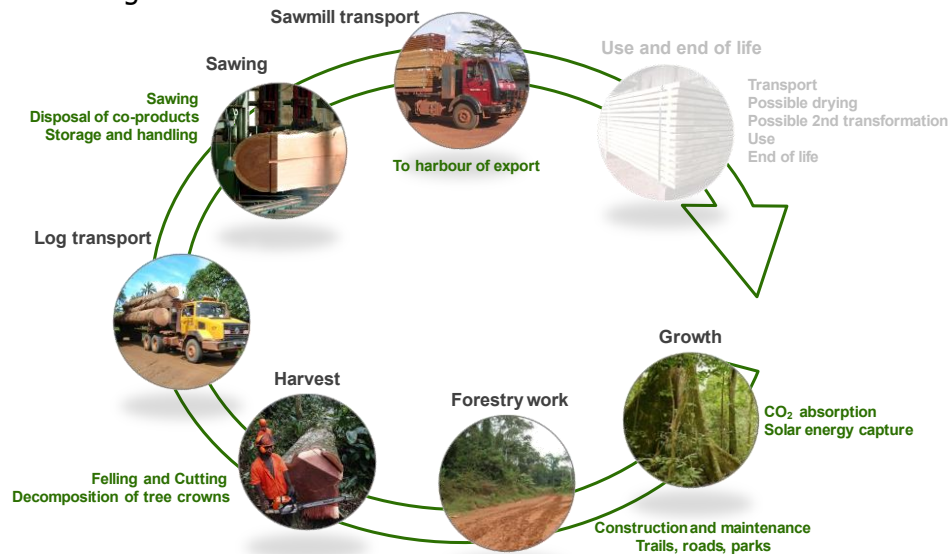 Sawmill transport
Use and end of life
Sawing
Transport
Possible drying
Possible 2nd transformation
Use
End of life
Sawing
Disposal of co-products
Storage and handling
To harbour of export
Log transport
Growth
Harvest
Forestry work
CO₂ absorption
Solar energy capture
Felling and Cutting
Decomposition of tree crowns
Construction and maintenance
Trails, roads, parks